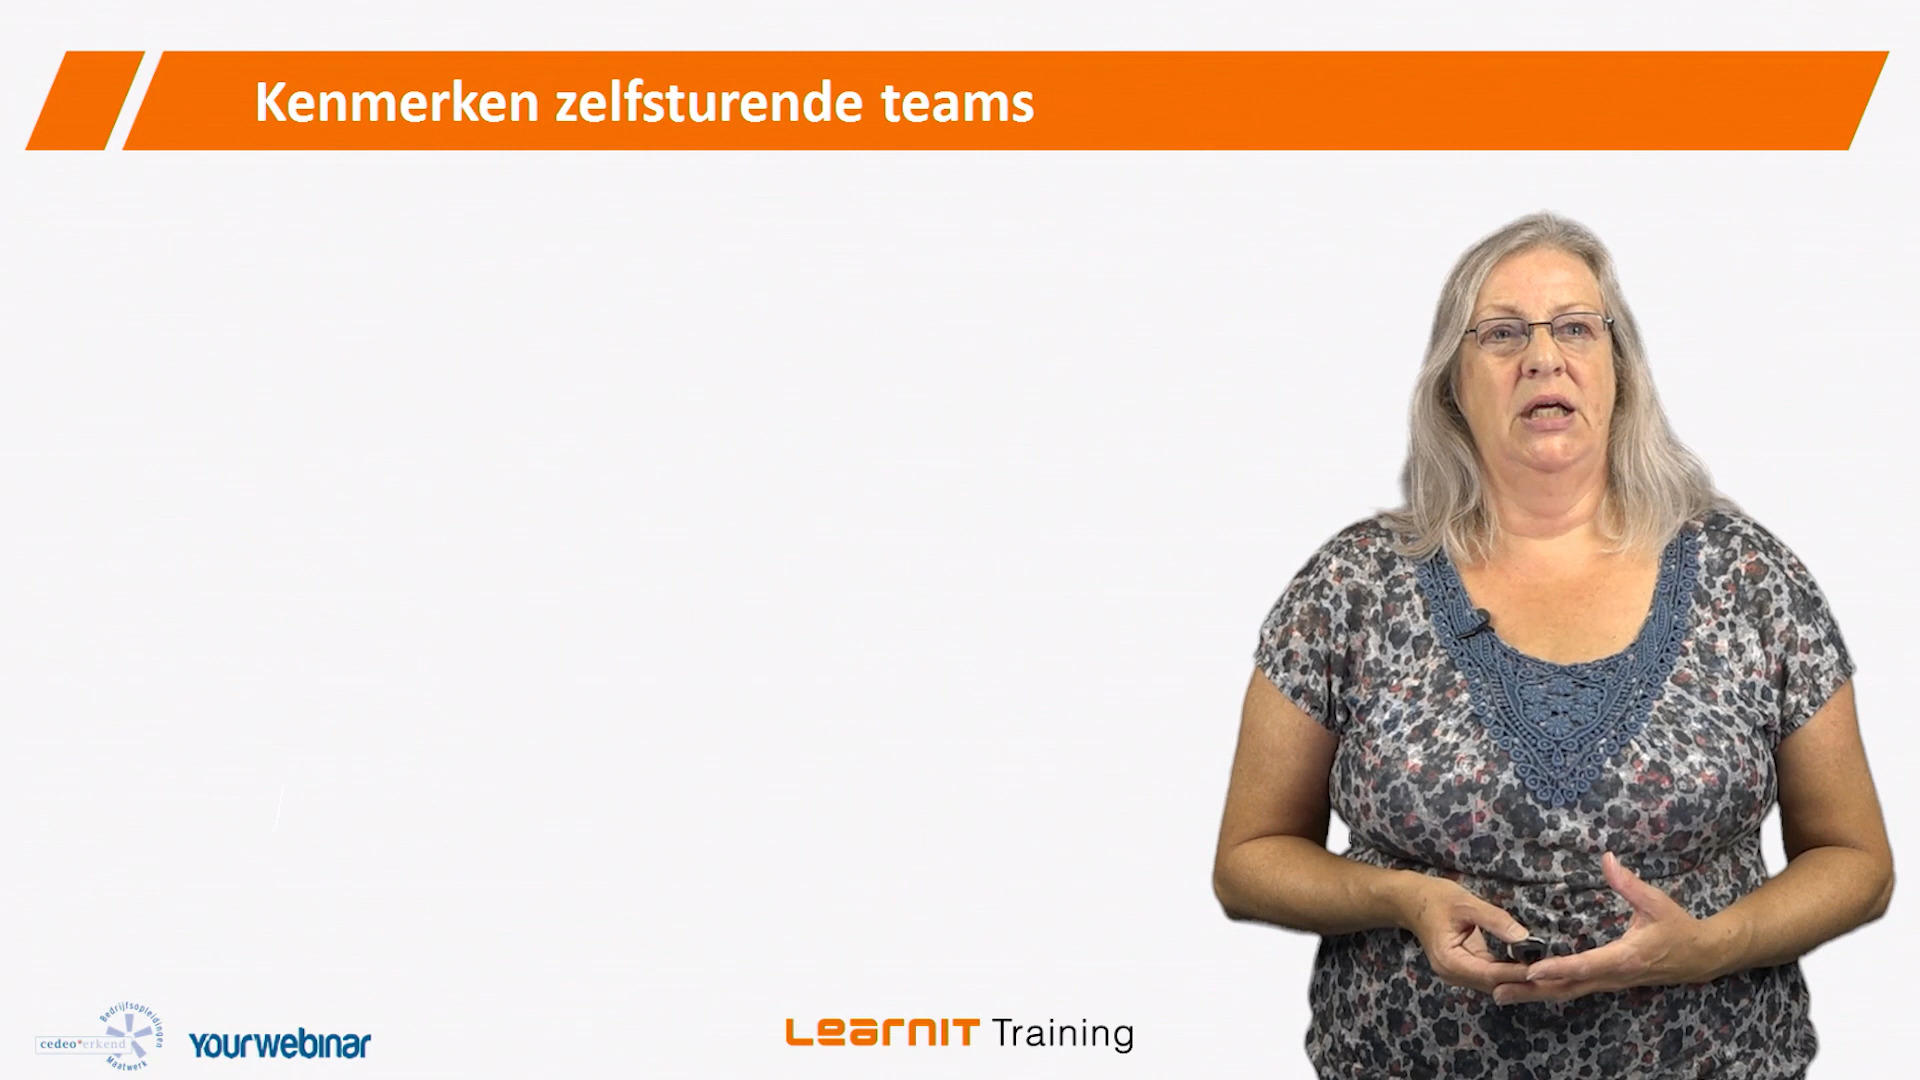 Kenmerken zelfsturende teams
Bedrijfsopleidingen
cedeo*erkend
Maatwerk
YOURWEBINAR
LearnIT Training